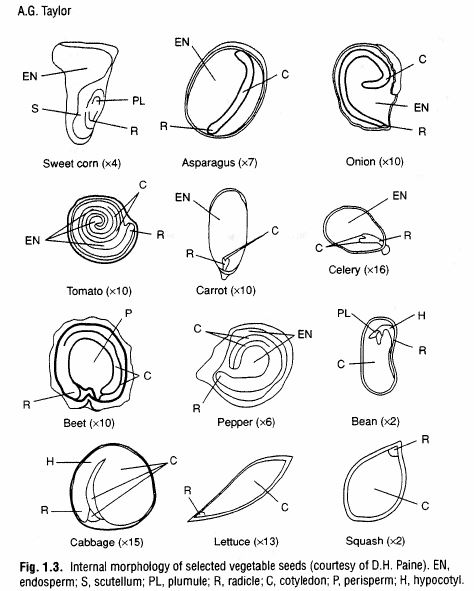 A.G. Taylor
EN
S
PL
R
Sweet corn (×4)
EN
C
R
Asparagus (×7)
C
EN
R
Onion (×10)
C
EN
R
Tomato (×10)
EN
C
R
Carrot (×10)
EN
C
R
Celery (×16)
P
C
R
Beet (×10)
C
EN
R
Pepper (×6)
PL
H
R
C
Bean (×2)
H
C
R
Cabbage (×15)
R
C
Lettuce (×13)
R
C
Squash (×2)
Fig. 1.3. Internal morphology of selected vegetable seeds (courtesy of D.H. Paine). EN,
endosperm; S, scutellum; PL, plumule; R, radicle; C, cotyledon; P, perisperm; H, hypocotyl.